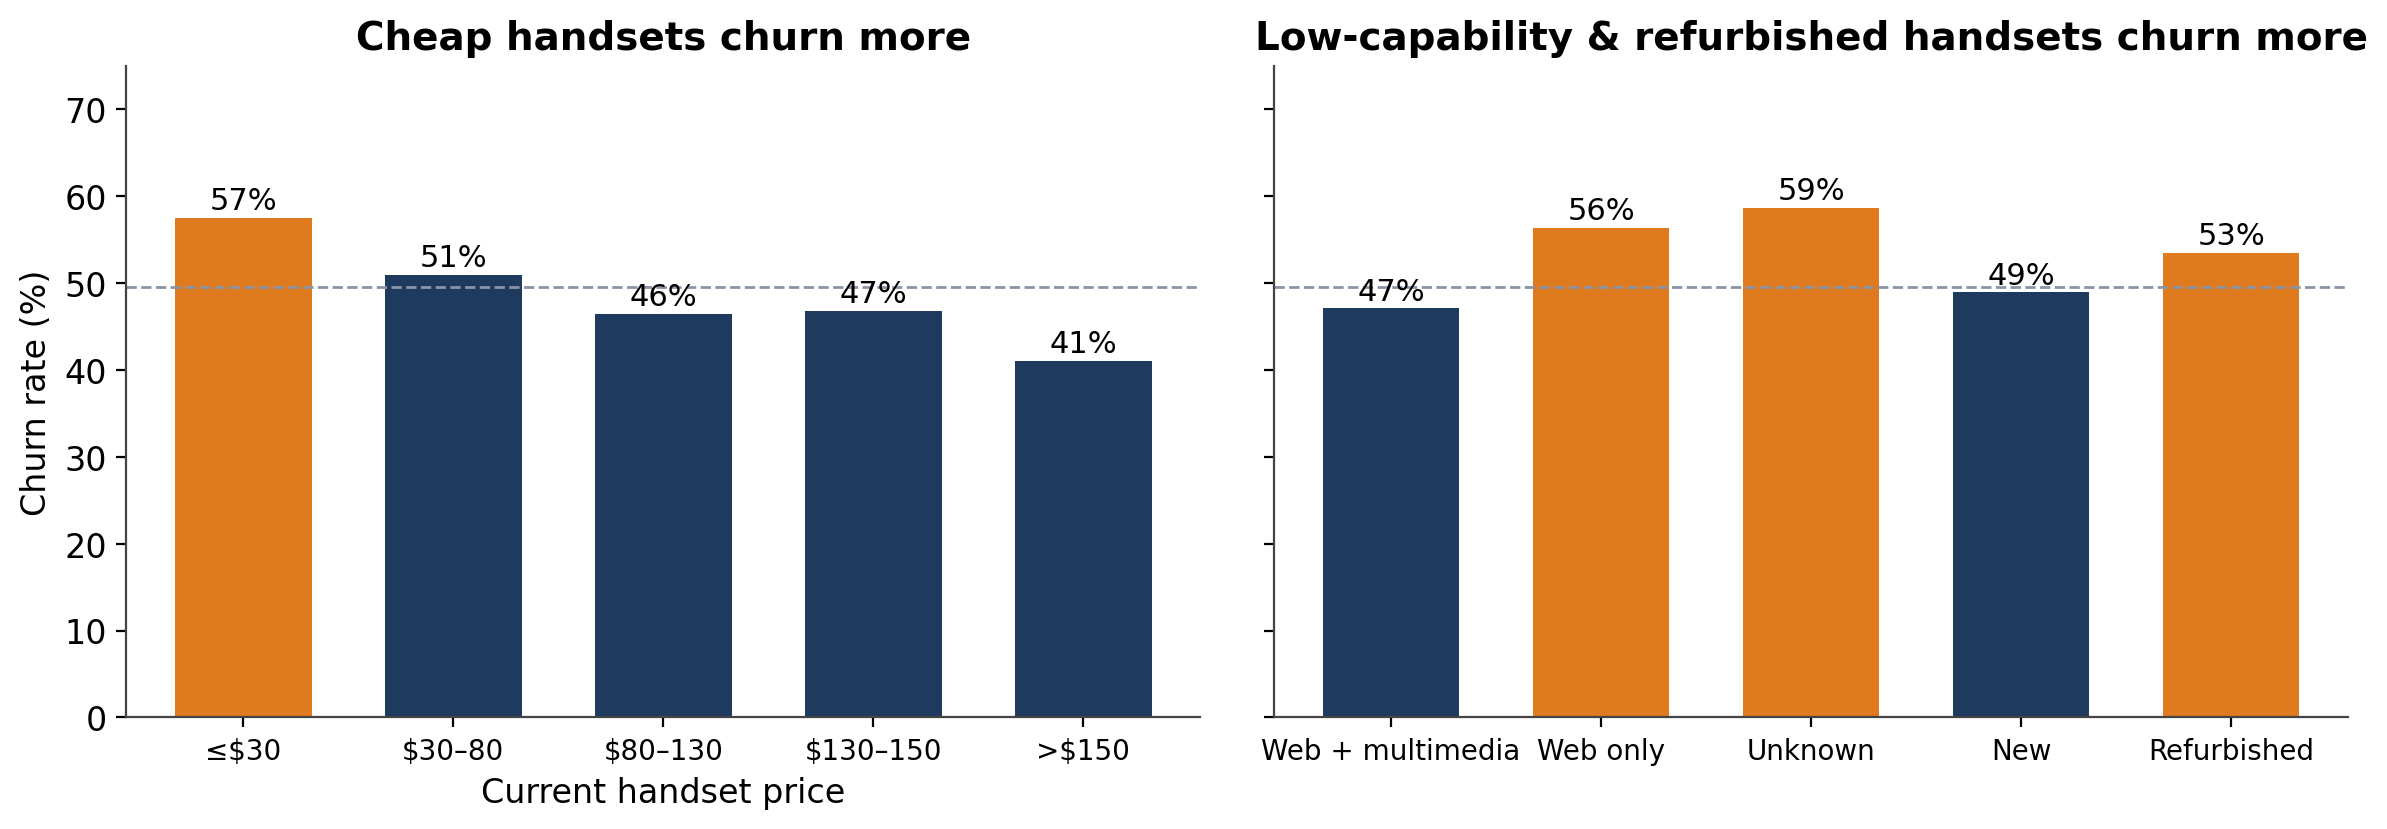 Cheap handsets churn more
Churn rate (%)
70
60
50
40
30
20
10
0
57%
51%
46%
47%
41%
≤$30
$30–80
$80–130
$130–150
>$150
Current handset price
Low-capability & refurbished handsets churn more
47%
56%
59%
49%
53%
Web + multimedia
Web only
Unknown
New
Refurbished